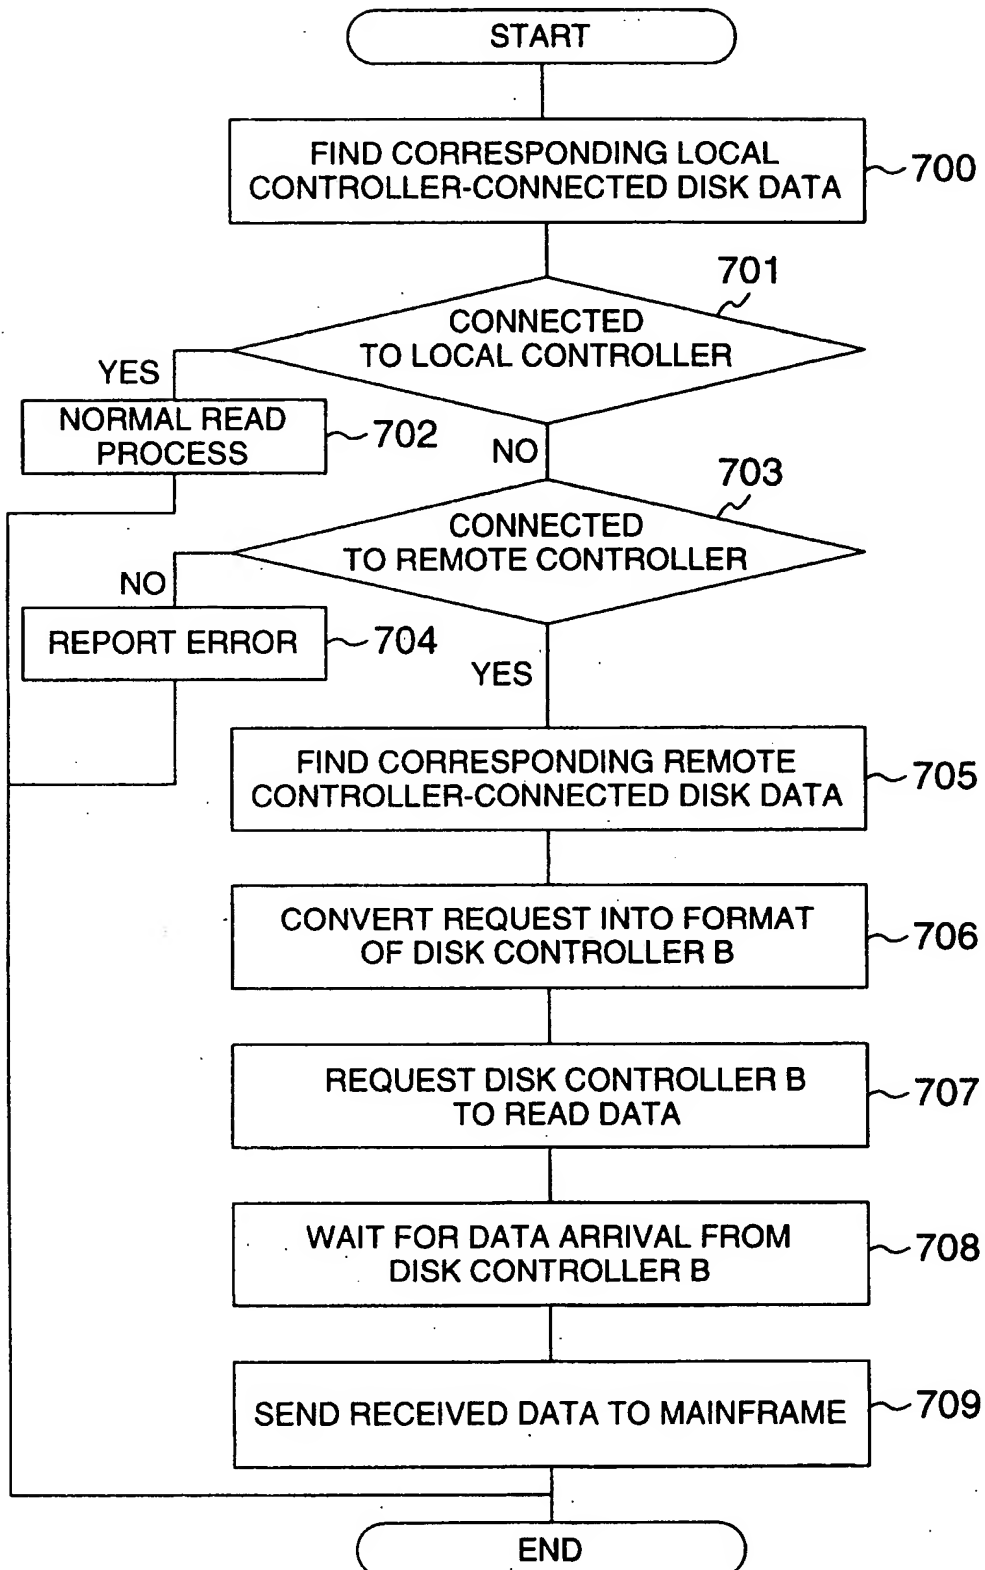 START
FIND CORRESPONDING LOCAL
CONTROLLER-CONNECTED DISK DATA
700
701
CONNECTED
TO LOCAL CONTROLLER
YES
NORMAL READ
PROCESS
702
NO
703
CONNECTED
TO REMOTE CONTROLLER
NO
REPORT ERROR
704
YES
FIND CORRESPONDING REMOTE
CONTROLLER-CONNECTED DISK DATA
705
CONVERT REQUEST INTO FORMAT
OF DISK CONTROLLER B
706
REQUEST DISK CONTROLLER B
TO READ DATA
707
WAIT FOR DATA ARRIVAL FROM
DISK CONTROLLER B
708
SEND RECEIVED DATA TO MAINFRAME
709
END